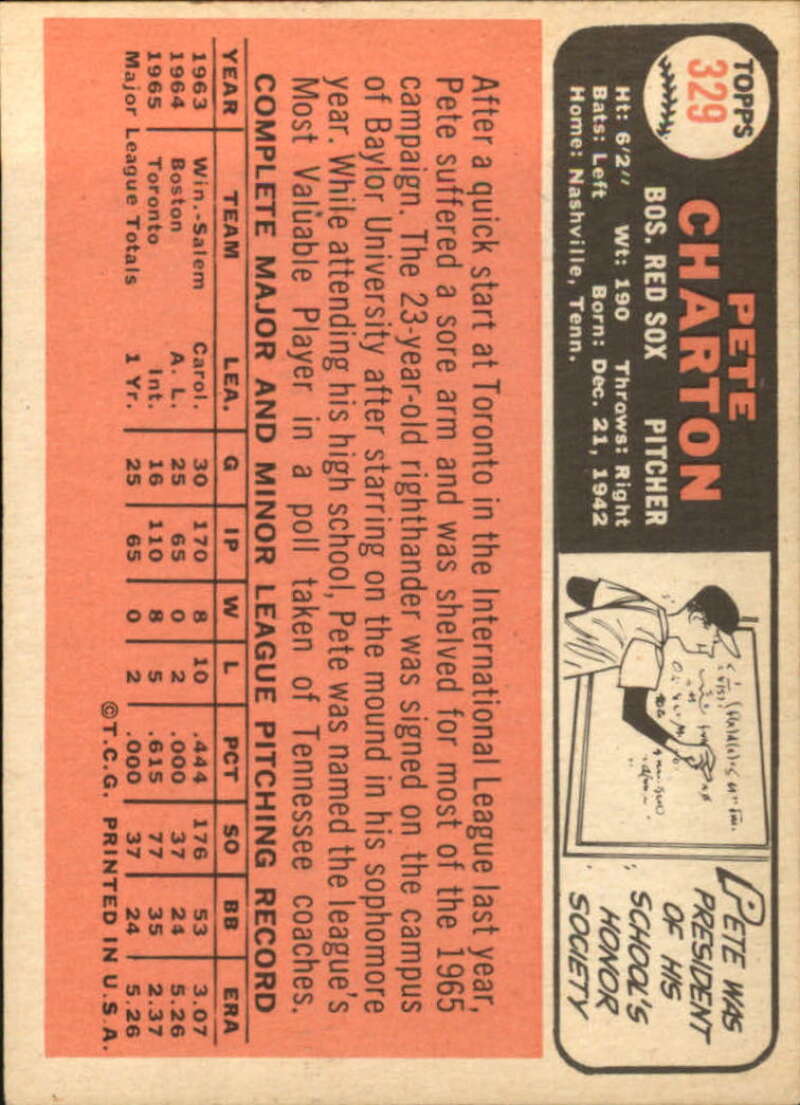 TOPPS
329
PETE
CHARTON
BOS. RED SOX PITCHER
Ht: 6'2" Wt: 190 Throws: Right
Bats: Left Born: Dec. 21, 1942
Home: Nashville, Tenn.
PETE WAS
PRESIDENT
OF HIS
SCHOOL'S
HONOR
SOCIETY
After a quick start at Toronto in the International League last year,
Pete suffered a sore arm and was shelved for most of the 1965
campaign. The 23-year-old righthander was signed on the campus
of Baylor University after starring on the mound in his sophomore
year. While attending his high school, Pete was named the league's
Most Valuable Player in a poll taken of Tennessee coaches.
COMPLETE MAJOR AND MINOR LEAGUE PITCHING RECORD
YEAR TEAM LEA. G IP W L PCT SO BB ERA
1963 Win.-Salem Carol. 30 170 8 10 .444 176 53 3.07
1964 Boston A. L. 25 65 0 2 .000 37 24 5.26
1965 Toronto Int. 16 110 8 5 .615 77 35 2.37
Major League Totals 1 Yr. 25 65 0 2 .000 37 24 5.26
©T.C.G. PRINTED IN U.S.A.